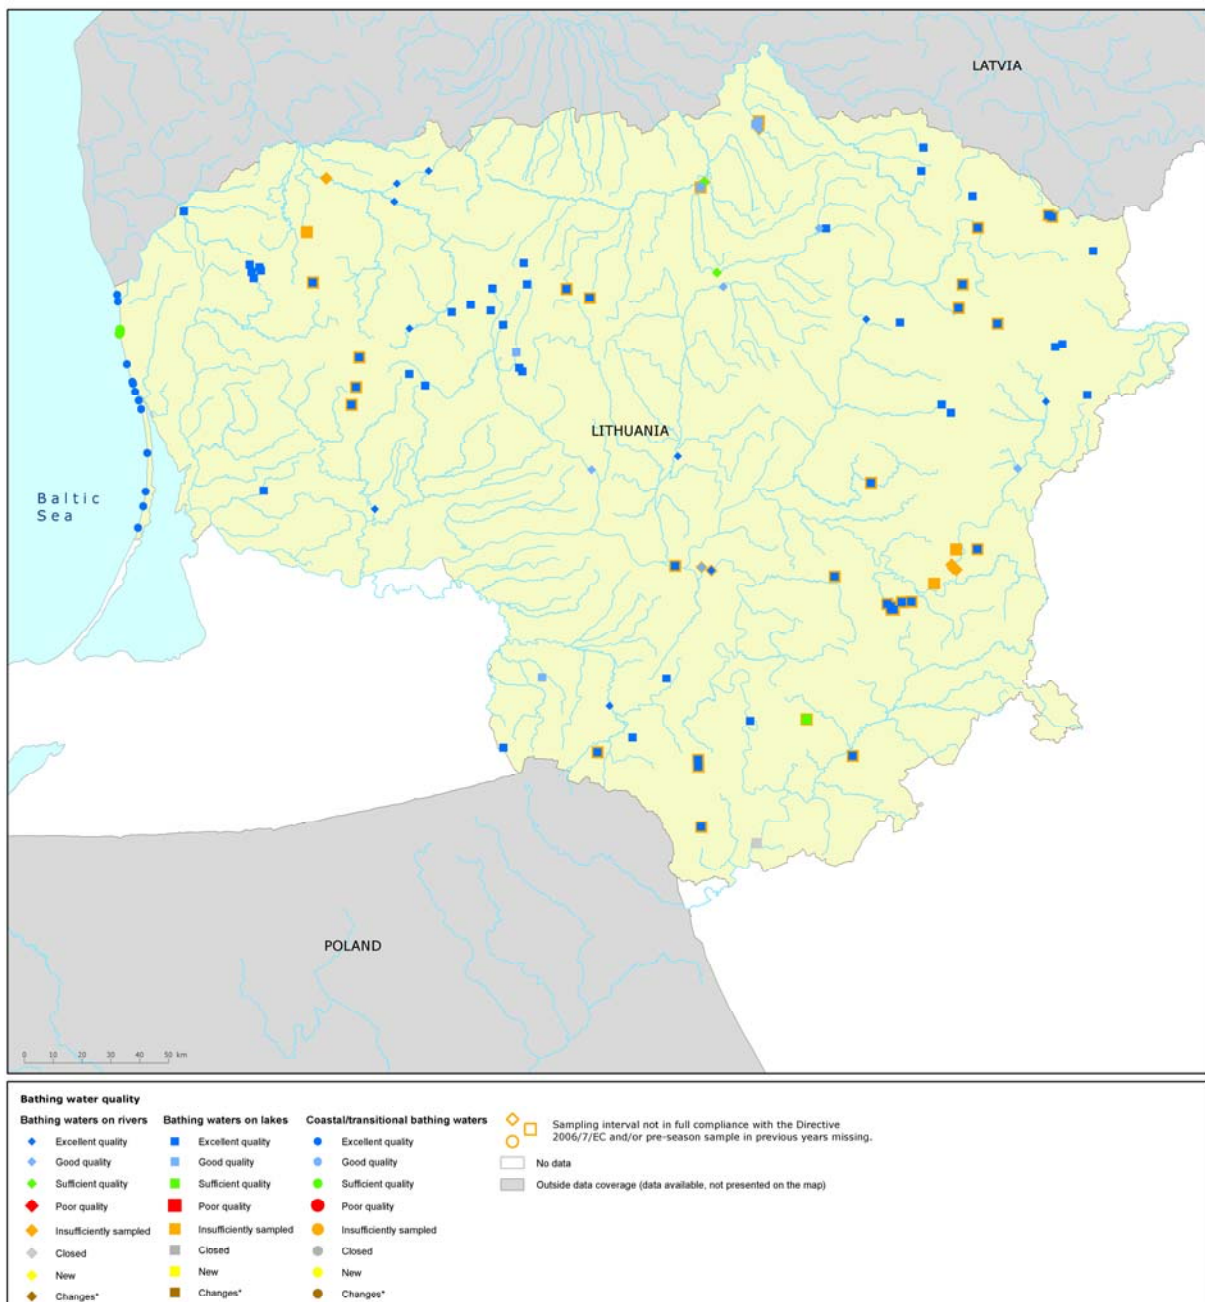 LATVIA
LITHUANIA
Baltic
Sea
POLAND
0 10 20 30 40 50 km
Bathing water quality
Bathing waters on rivers
Excellent quality
Good quality
Sufficient quality
Poor quality
Insufficiently sampled
Closed
New
Changes*
Bathing waters on lakes
Excellent quality
Good quality
Sufficient quality
Poor quality
Insufficiently sampled
Closed
New
Changes*
Coastal/transitional bathing waters
Excellent quality
Good quality
Sufficient quality
Poor quality
Insufficiently sampled
Closed
New
Changes*
Sampling interval not in full compliance with the Directive
2006/7/EC and/or pre-season sample in previous years missing.
No data
Outside data coverage (data available, not presented on the map)